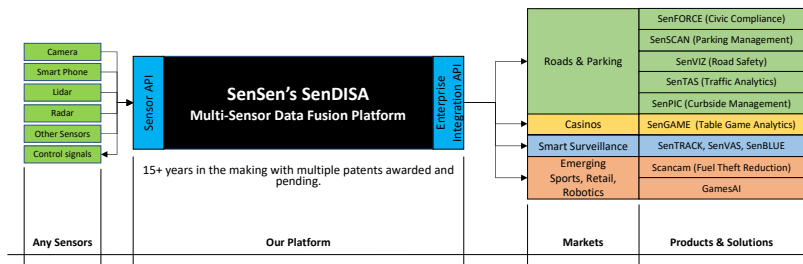 Camera
Smart Phone
Lidar
Radar
Other Sensors
Control signals
Sensor API
SenSen's SenDISA
Multi-Sensor Data Fusion Platform
Enterprise
Integration API
15+ years in the making with multiple patents awarded and
pending.
Roads & Parking
SenFORCE (Civic Compliance)
SenSCAN (Parking Management)
SenVIZ (Road Safety)
SenTAS (Traffic Analytics)
SenPIC (Curbside Management)
Casinos
SenGAME (Table Game Analytics)
Smart Surveillance
SenTRACK, SenVAS, SenBLUE
Emerging
Sports, Retail,
Robotics
Scancam (Fuel Theft Reduction)
GamesAI
Any Sensors
Our Platform
Markets
Products & Solutions